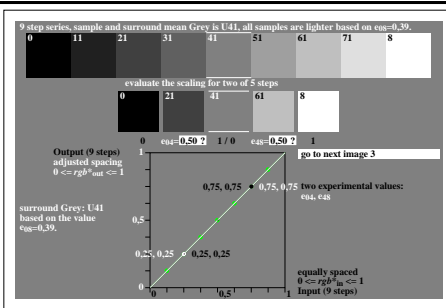 9 step series, sample and surround mean Grey is U41, all samples are lighter based on e08=0,39.
0 11 21 31 41 51 61 71 8
evaluate the scaling for two of 5 steps
0 21 41 61 8
0 e04=0,50 ? 1 / 0 e48=0,50 ? 1
Output (9 steps)
adjusted spacing
0 <= rgb*out <= 1
1
go to next image 3
0,75, 0,75 0,75, 0,75
two experimental values:
e04, e48
surround Grey: U41
based on the value
e08=0,39.
0,5
0,25, 0,25 0,25, 0,25
equally spaced
0 <= rgb*in <= 1
Input (9 steps)
0
0 0,5 1